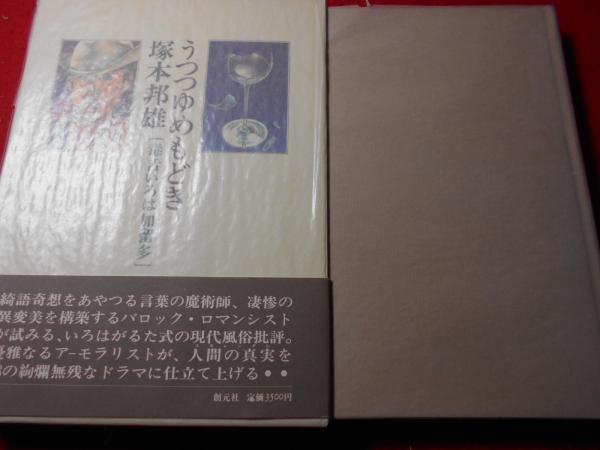 うつつゆめもどき
塚本邦雄
いろは加留多]
綺語奇想をあやつる言葉の魔術師、凄惨の
異変美を構築するバロック・ロマンシスト
が試みる、いろはがるた式の現代風俗批評。
優雅なるア-モラリストが、人間の真実を
の絢爛無残なドラマに仕立て上げる・・
創元社 定価3500円